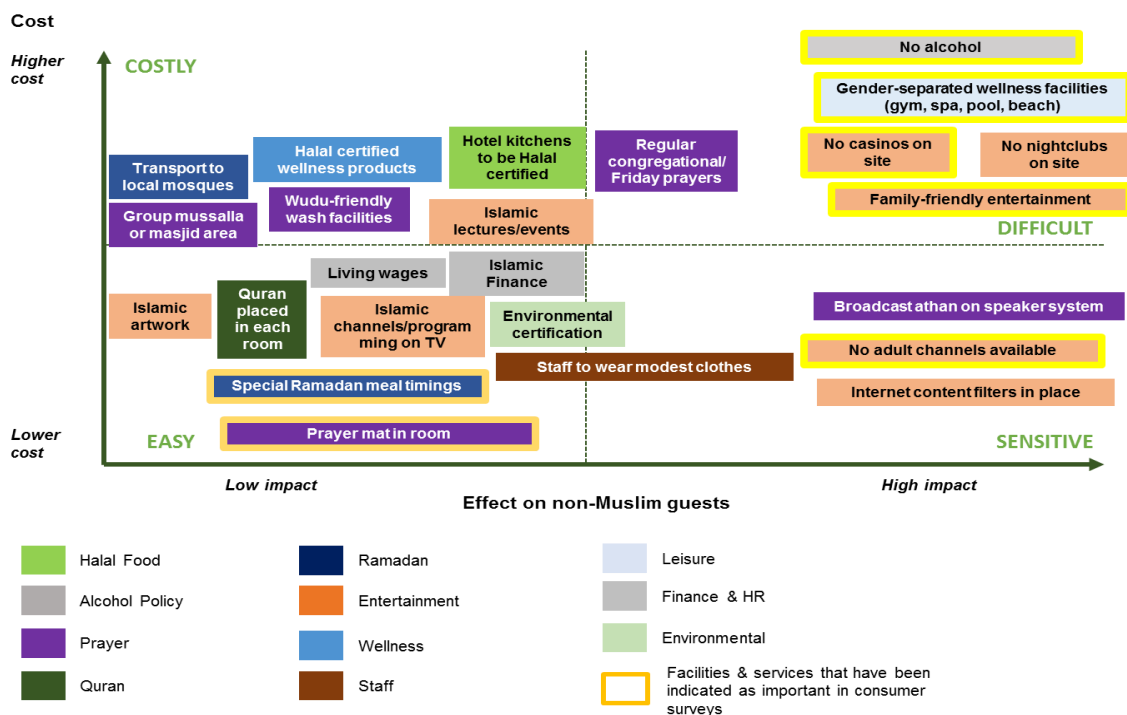 Cost
Higher
cost
COSTLY
No alcohol
Gender-separated wellness facilities
(gym, spa, pool, beach)
Transport to
local mosques
Halal certified
wellness products
Hotel kitchens
to be Halal
certified
Regular
congregational/
Friday prayers
No casinos on
site
No nightclubs
on site
Group mussalla
or masjid area
Wudu-friendly
wash facilities
Islamic
lectures/events
Family-friendly entertainment
DIFFICULT
Living wages
Islamic
Finance
Islamic
artwork
Quran
placed
in each
room
Islamic
channels/program
ming on TV
Environmental
certification
Broadcast athan on speaker system
No adult channels available
Staff to wear modest clothes
Special Ramadan meal timings
Internet content filters in place
Prayer mat in room
Lower
cost
EASY
SENSITIVE
Low impact
High impact
Effect on non-Muslim guests
Halal Food
Ramadan
Leisure
Alcohol Policy
Entertainment
Finance & HR
Prayer
Wellness
Environmental
Quran
Staff
Facilities & services that have been
indicated as important in consumer
surveys